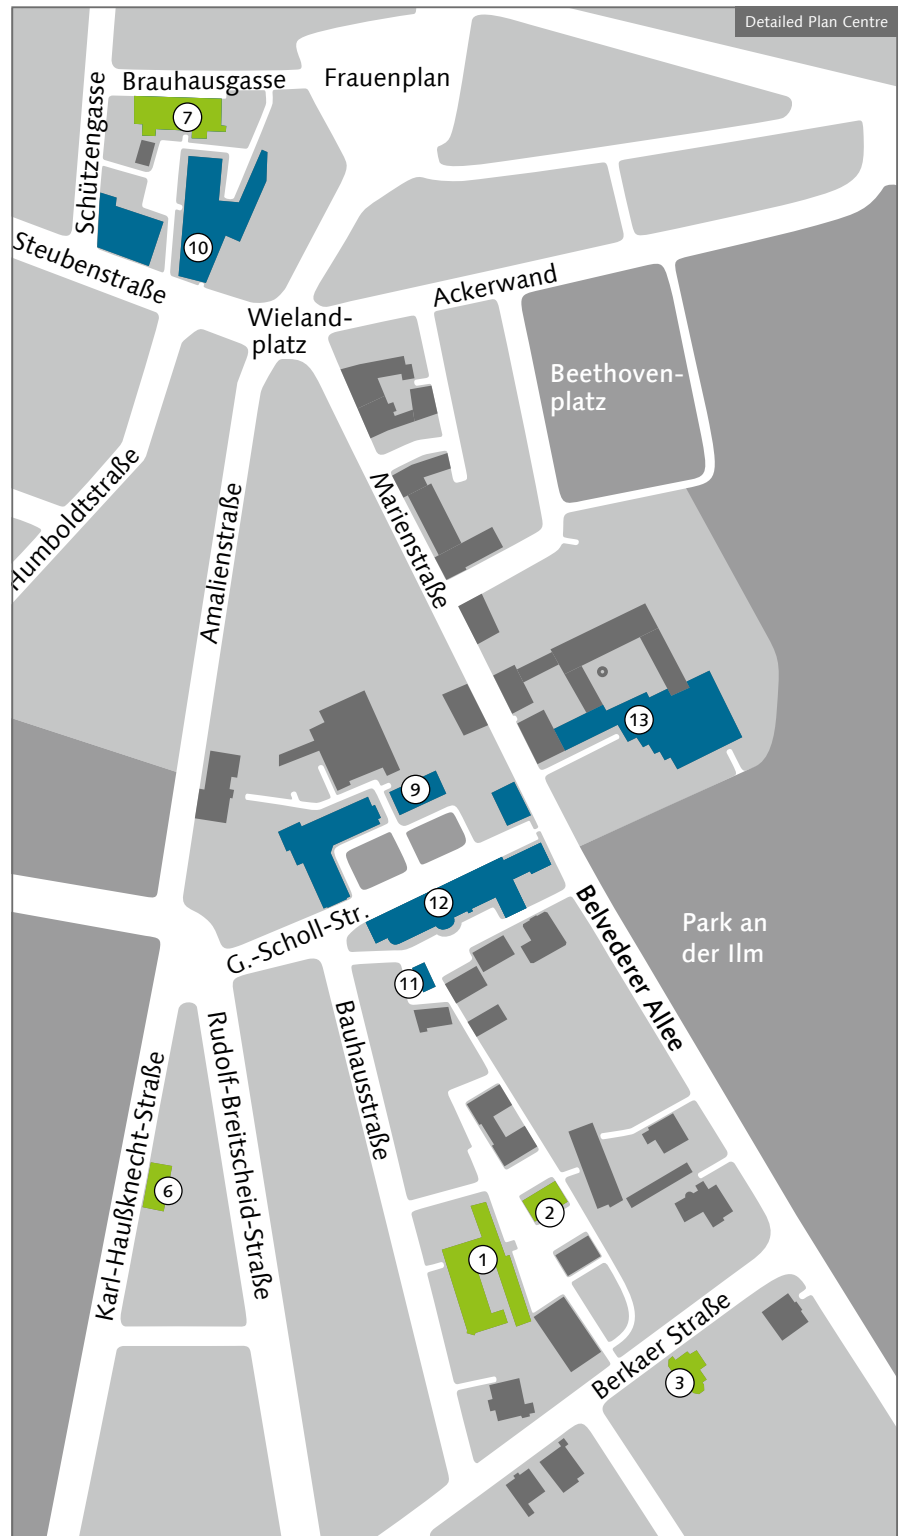 Detailed Plan Centre
Brauhausgasse
Frauenplan
7
Schützengasse
10
Steubenstraße
Ackerwand
Wieland-
platz
Beethoven-
platz
Humboldtstraße
Amalienstraße
Marienstraße
13
9
12
G.-Scholl-Str.
Belvederer Allee
Park an
der Ilm
11
Bauhausstraße
Rudolf-Breitscheid-Straße
Karl-Haußknecht-Straße
6
2
1
Berkaer Straße
3